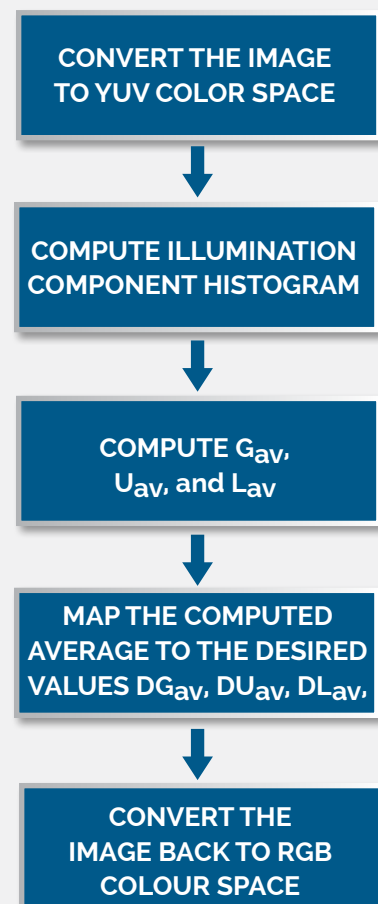 CONVERT THE IMAGE
TO YUV COLOR SPACE
COMPUTE ILLUMINATION
COMPONENT HISTOGRAM
COMPUTE Gav,
Uav, and Lav
MAP THE COMPUTED
AVERAGE TO THE DESIRED
VALUES DGav, DUav, DLav,
CONVERT THE
IMAGE BACK TO RGB
COLOUR SPACE